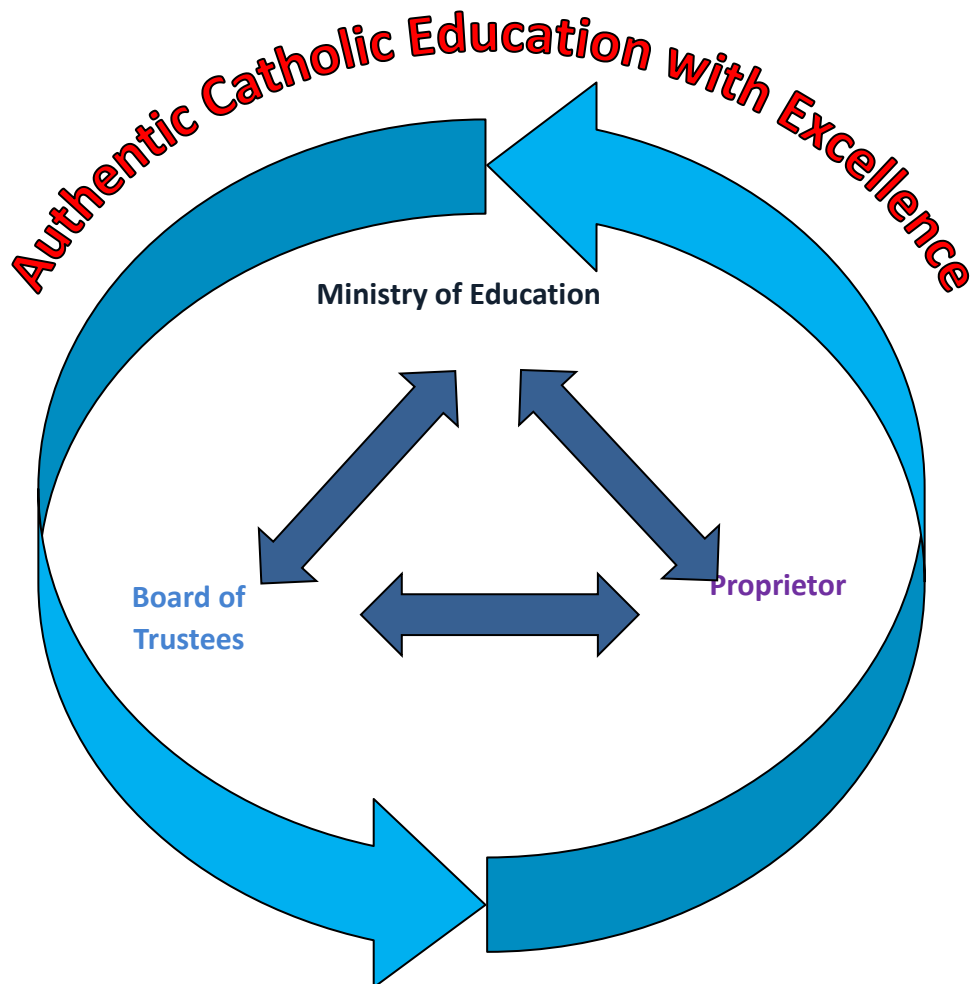 Authentic Catholic Education with Excellence
Ministry of Education
Board of
Trustees
Proprietor